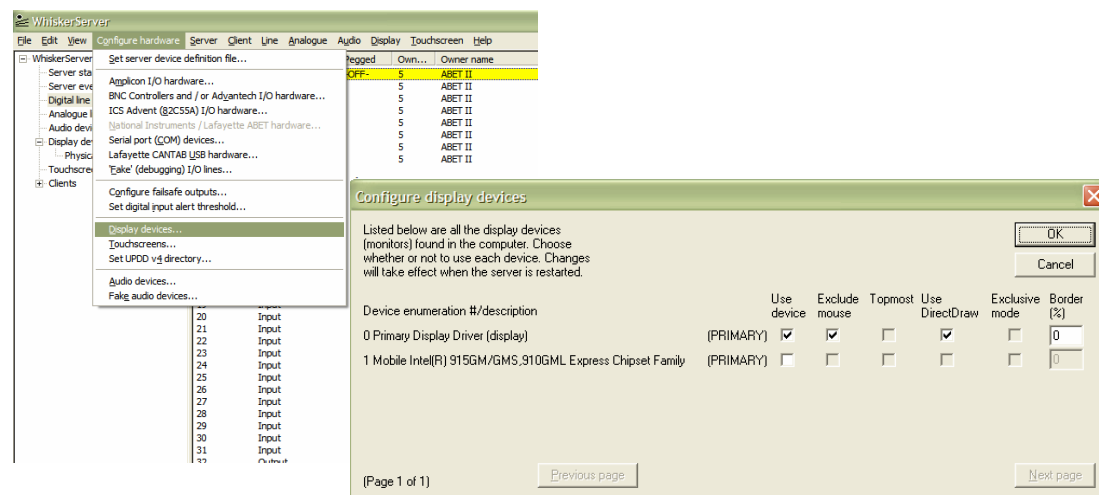 WhiskerServer
File Edit View Configure hardware Server Client Line Analogue Audio Display Touchscreen Help
WhiskerServer
Server sta
Server eve
Digital line
Analogue l
Audio devi
Display de
Physic
Touchscre
Clients
Set server device definition file...
Amplicon I/O hardware...
BNC Controllers and / or Advantech I/O hardware...
ICS Advent (82C55A) I/O hardware...
National Instruments / Lafayette ABET hardware...
Serial port (COM) devices...
Lafayette CANTAB USB hardware...
'Fake' (debugging) I/O lines...
Configure failsafe outputs...
Set digital input alert threshold...
Display devices...
Touchscreens...
Set UPDD v4 directory...
Audio devices...
Fake audio devices...
Pegged Own... Owner name
-OFF- 5 ABET II
5 ABET II
5 ABET II
5 ABET II
5 ABET II
5 ABET II
5 ABET II
5 ABET II
Input
20 Input
21 Input
22 Input
23 Input
24 Input
25 Input
26 Input
27 Input
28 Input
29 Input
30 Input
31 Input
32 Output
Configure display devices
Listed below are all the display devices
(monitors) found in the computer. Choose
whether or not to use each device. Changes
will take effect when the server is restarted.
OK
Cancel
Device enumeration #/description
Use device
Exclude mouse
Topmost
Use DirectDraw
Exclusive mode
Border (%)
0 Primary Display Driver (display) (PRIMARY) 0
1 Mobile Intel(R) 915GM/GMS,910GML Express Chipset Family (PRIMARY) 0
(Page 1 of 1)
Previous page
Next page